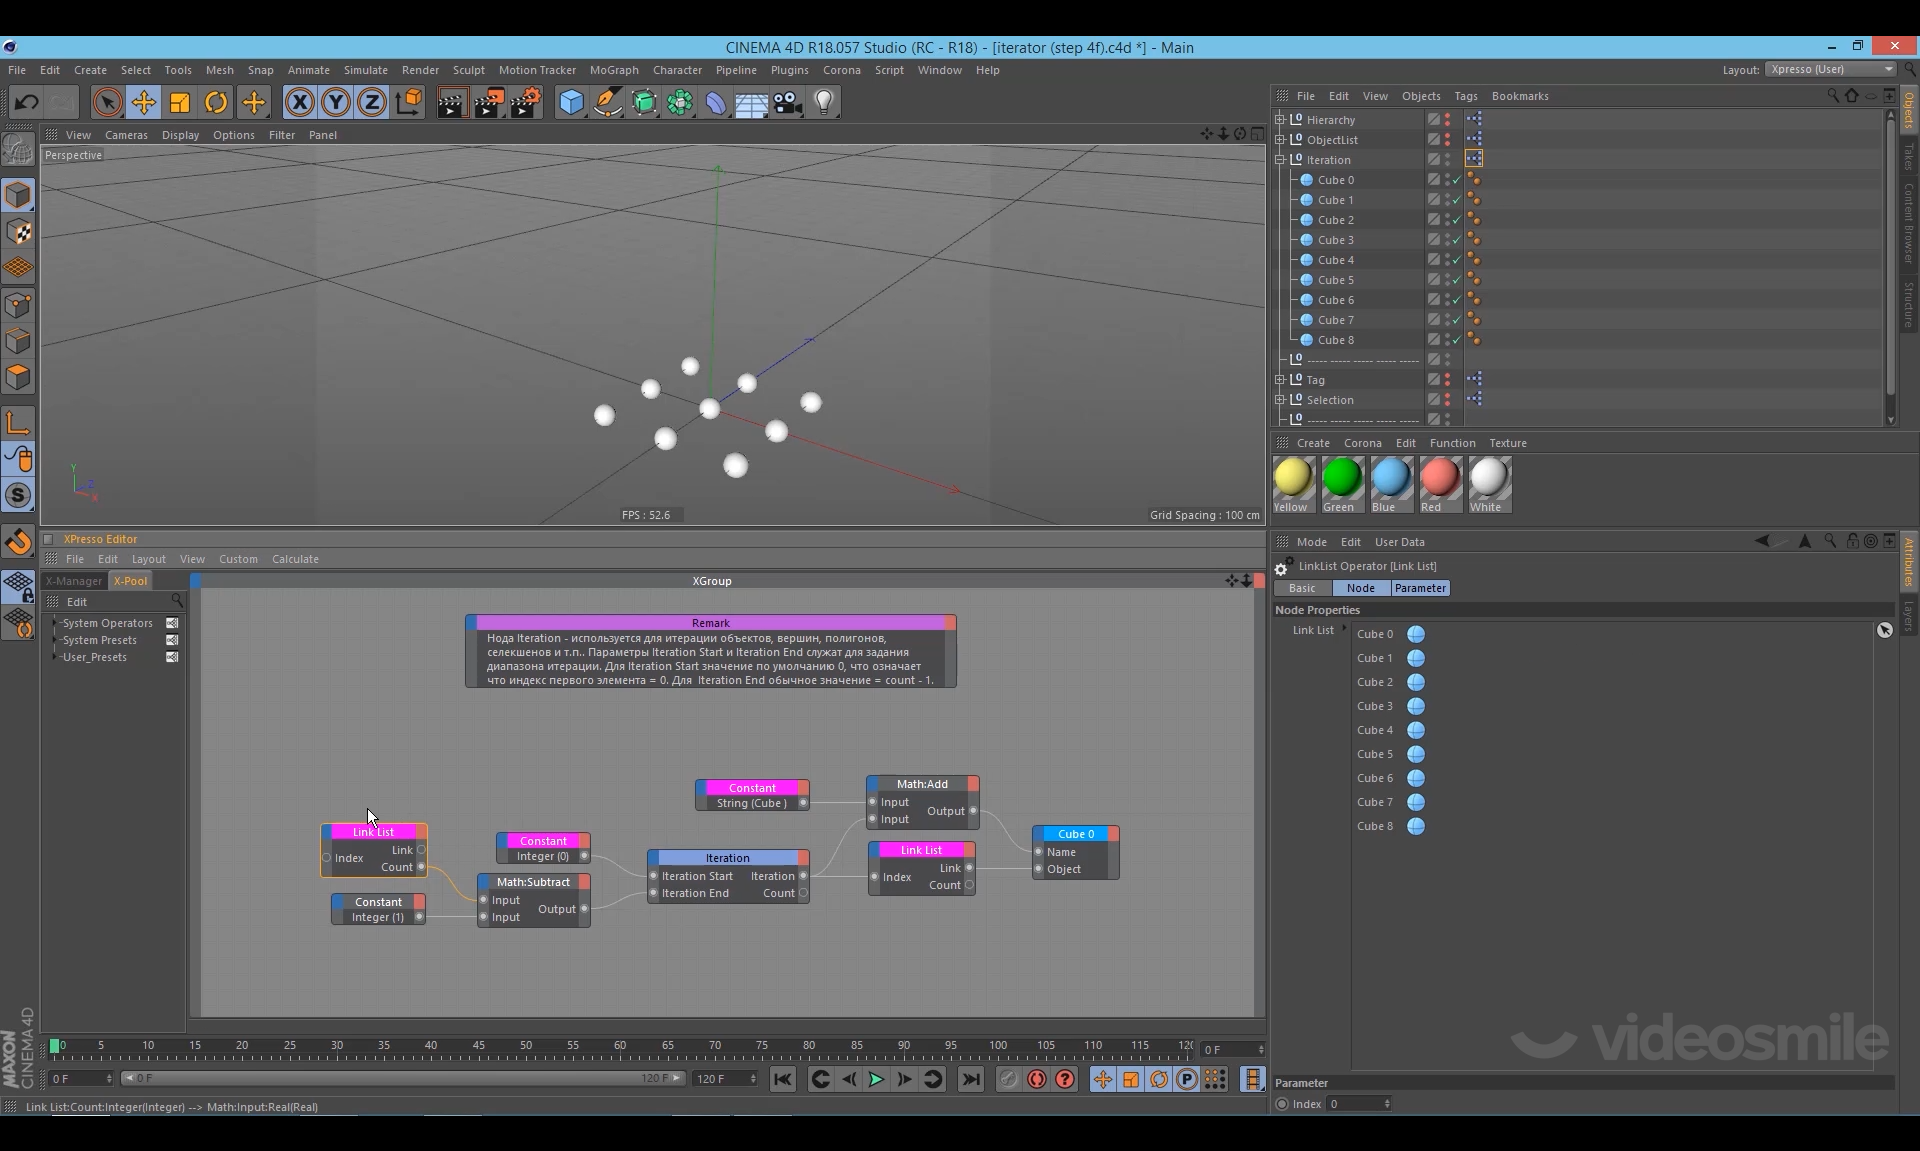 CINEMA 4D R18.057 Studio (RC - R18) - [iterator (step 4f).c4d *] - Main
File Edit Create Select Tools Mesh Snap Animate Simulate Render Sculpt Motion Tracker MoGraph Character Pipeline Plugins Corona Script Window Help
Layout: Xpresso (User)
View Cameras Display Options Filter Panel
Perspective
FPS : 52.6
Grid Spacing : 100 cm
Y
Z
X
File Edit View Objects Tags Bookmarks
Hierarchy
ObjectList
Iteration
Cube 0
Cube 1
Cube 2
Cube 3
Cube 4
Cube 5
Cube 6
Cube 7
Cube 8
----- ----- ----- ----- -----
Tag
Selection
----- ----- ----- ----- -----
Objects
Takes
Content Browser
Structure
Create Corona Edit Function Texture
Yellow Green Blue Red White
XPresso Editor
File Edit Layout View Custom Calculate
X-Manager X-Pool
Edit
System Operators
System Presets
User_Presets
XGroup
Remark
Нода Iteration - используется для итерации объектов, вершин, полигонов,
селекшенов и т.п.. Параметры Iteration Start и Iteration End служат для задания
диапазона итерации. Для Iteration Start значение по умолчанию 0, что означает
что индекс первого элемента = 0. Для Iteration End обычное значение = count - 1.
Link List
Link
Index
Count
Constant
Integer (1)
Constant
Integer (0)
Math:Subtract
Input
Output
Input
Iteration
Iteration Start Iteration
Iteration End Count
Constant
String (Cube )
Math:Add
Input
Output
Input
Link List
Link
Index
Count
Cube 0
Name
Object
Mode Edit User Data
LinkList Operator [Link List]
Basic Node Parameter
Node Properties
Link List
Cube 0
Cube 1
Cube 2
Cube 3
Cube 4
Cube 5
Cube 6
Cube 7
Cube 8
Attributes
Layers
videosmile
Parameter
Index 0
0 5 10 15 20 25 30 35 40 45 50 55 60 65 70 75 80 85 90 95 100 105 110 115 120
0 F
0 F
0 F
120 F
120 F
MAXON
CINEMA 4D
Link List:Count:Integer(Integer) --> Math:Input:Real(Real)